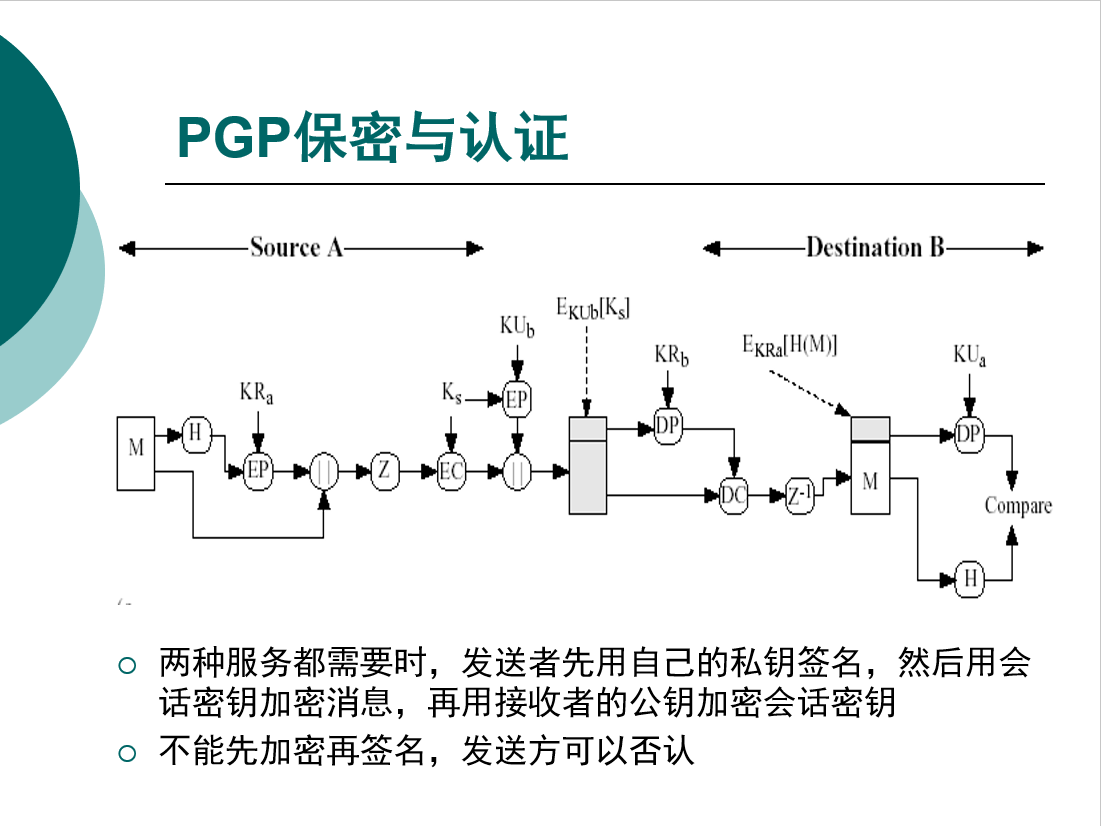 PGP保密与认证
Source A
Destination B
E_KUb[K_s]
KU_b
KR_b
E_KRa[H(M)]
KU_a
KR_a
K_s
EP
M
H
EP
||
Z
EC
||
DP
DC
Z^-1
M
DP
Compare
H
两种服务都需要时，发送者先用自己的私钥签名，然后用会
话密钥加密消息，再用接收者的公钥加密会话密钥
不能先加密再签名，发送方可以否认